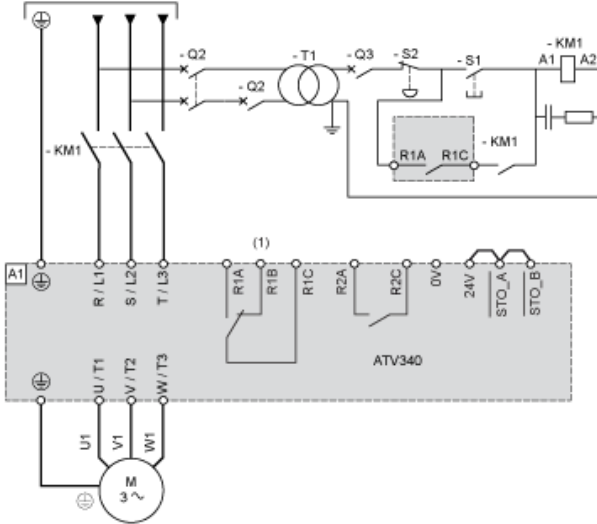 - Q2
- T1
- Q3
- S2
- S1
- KM1
A1
A2
- Q2
- KM1
R1A
R1C
- KM1
(1)
A1
R / L1
S / L2
T / L3
R1A
R1B
R1C
R2A
R2C
0V
24V
STO_A
STO_B
ATV340
U / T1
V / T2
W / T3
U1
V1
W1
M
3 ~